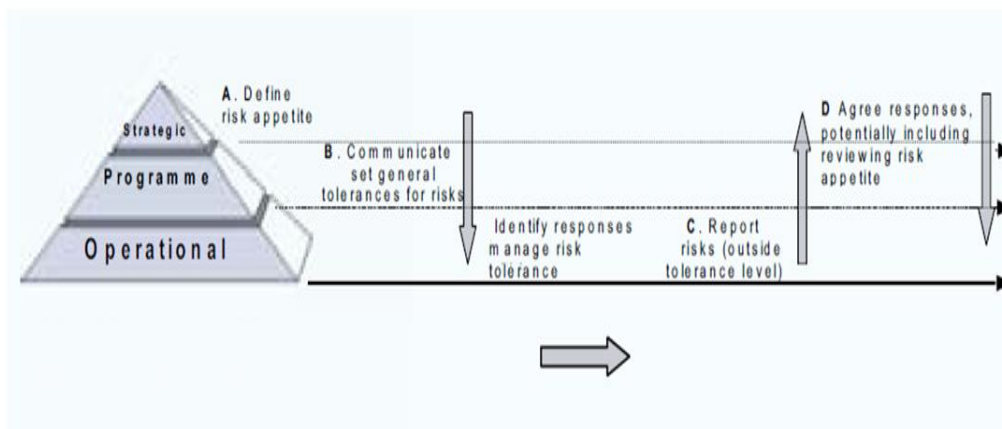 Strategic
Programme
Operational
A. Define
risk appetite
B. Communicate
set general
tolerances for risks
Identify responses
manage risk
tolerance
C. Report
risks (outside
tolerance level)
D Agree responses,
potentially including
reviewing risk
appetite